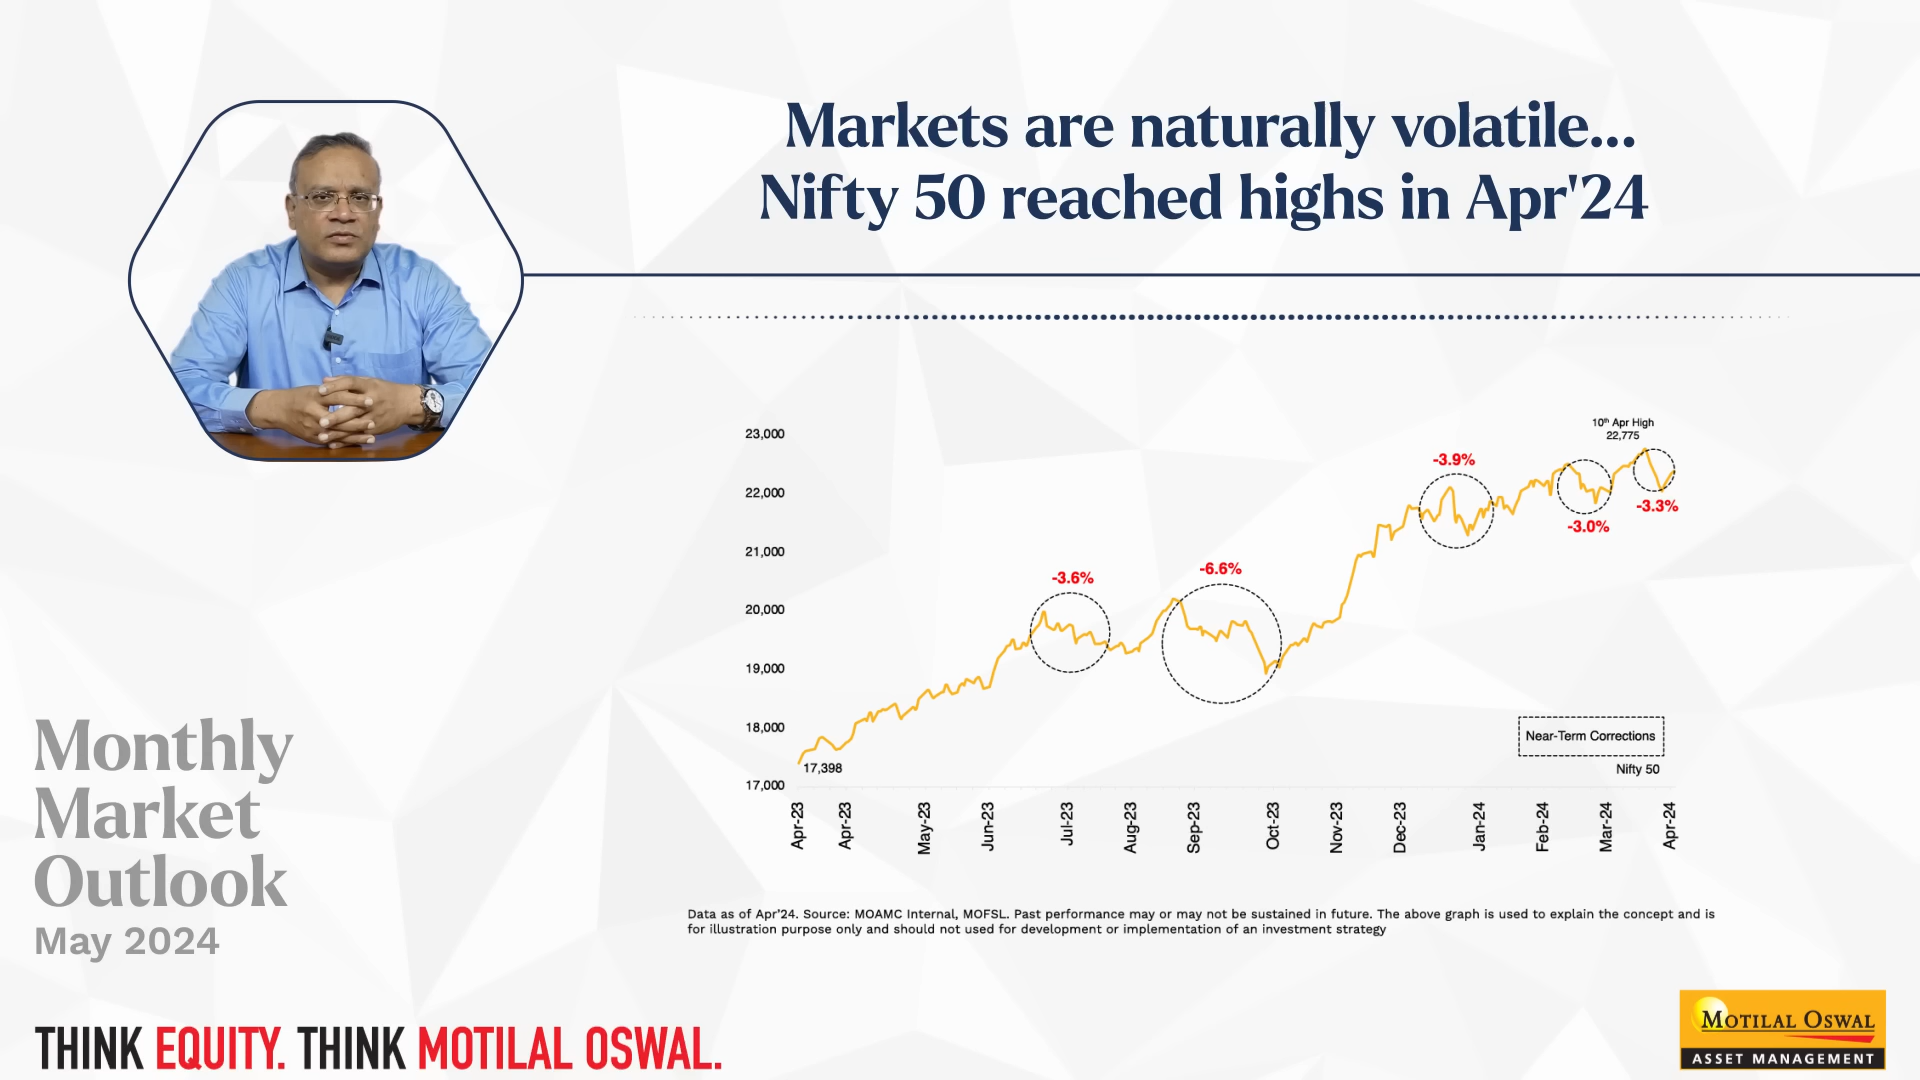 Markets are naturally volatile...
Nifty 50 reached highs in Apr'24
23,000
22,000
21,000
20,000
19,000
18,000
17,000
17,398
-3.6%
-6.6%
-3.9%
-3.0%
-3.3%
10th Apr High
22,775
Near-Term Corrections
Nifty 50
Apr-23
Apr-23
May-23
Jun-23
Jul-23
Aug-23
Sep-23
Oct-23
Nov-23
Dec-23
Jan-24
Feb-24
Mar-24
Apr-24
Data as of Apr'24. Source: MOAMC Internal, MOFSL. Past performance may or may not be sustained in future. The above graph is used to explain the concept and is
for illustration purpose only and should not used for development or implementation of an investment strategy
Monthly
Market
Outlook
May 2024
THINK EQUITY. THINK MOTILAL OSWAL.
MOTILAL OSWAL
ASSET MANAGEMENT